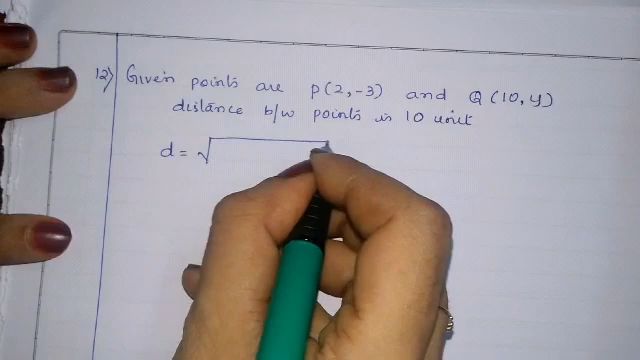 12) Given points are P(2,-3) and Q(10,y)
distance b/w points is 10 unit
d = √